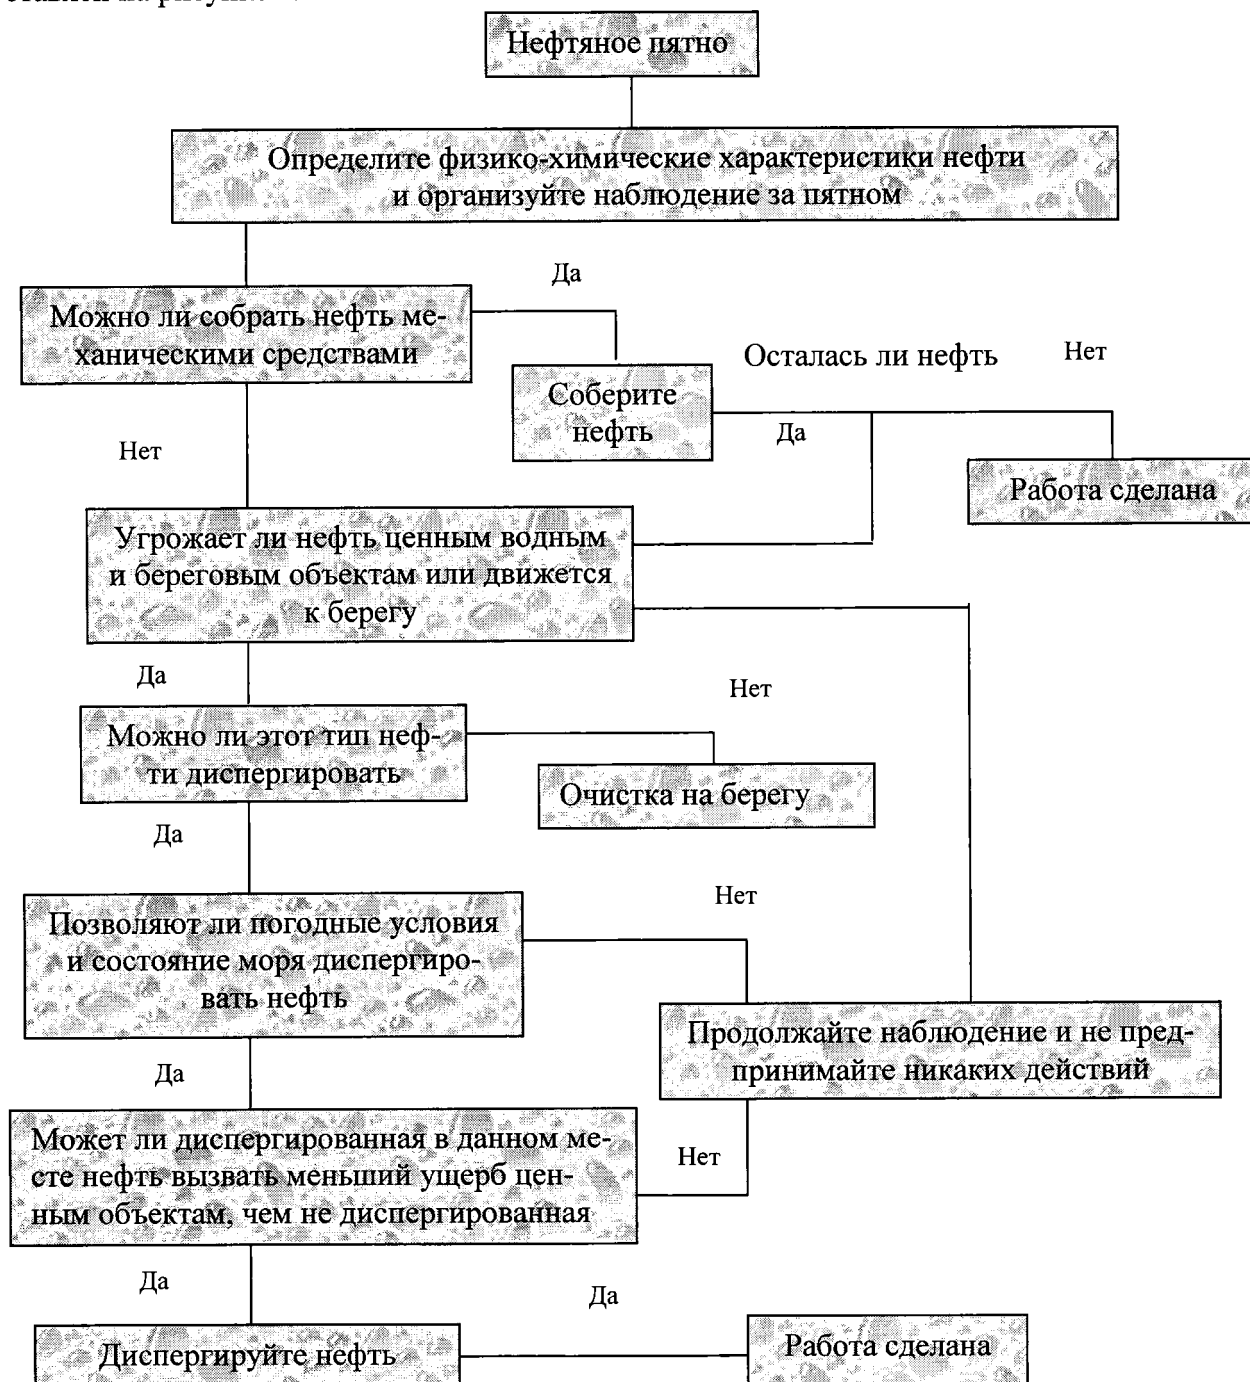 Нефтяное пятно
Определите физико-химические характеристики нефти
и организуйте наблюдение за пятном
Да
Можно ли собрать нефть ме-
ханическими средствами
Осталась ли нефть
Нет
Соберите
нефть
Да
Нет
Работа сделана
Угрожает ли нефть ценным водным
и береговым объектам или движется
к берегу
Да
Нет
Можно ли этот тип неф-
ти диспергировать
Очистка на берегу
Да
Нет
Позволяют ли погодные условия
и состояние моря диспергиро-
вать нефть
Продолжайте наблюдение и не пред-
принимайте никаких действий
Да
Может ли диспергированная в данном ме-
сте нефть вызвать меньший ущерб цен-
ным объектам, чем не диспергированная
Нет
Да
Да
Диспергируйте нефть
Работа сделана